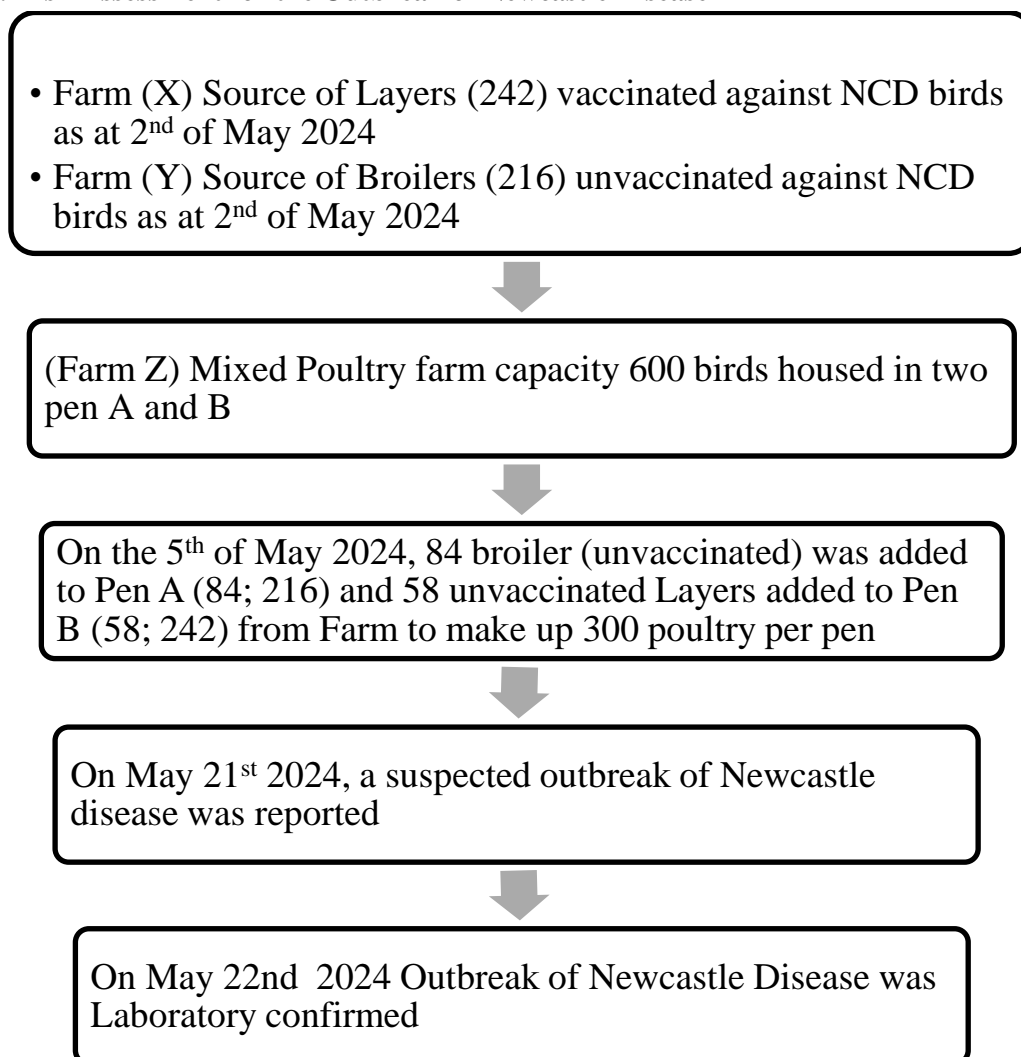 • Farm (X) Source of Layers (242) vaccinated against NCD birds
as at 2nd of May 2024
• Farm (Y) Source of Broilers (216) unvaccinated against NCD
birds as at 2nd of May 2024
(Farm Z) Mixed Poultry farm capacity 600 birds housed in two
pen A and B
On the 5th of May 2024, 84 broiler (unvaccinated) was added
to Pen A (84; 216) and 58 unvaccinated Layers added to Pen
B (58; 242) from Farm to make up 300 poultry per pen
On May 21st 2024, a suspected outbreak of Newcastle
disease was reported
On May 22nd 2024 Outbreak of Newcastle Disease was
Laboratory confirmed